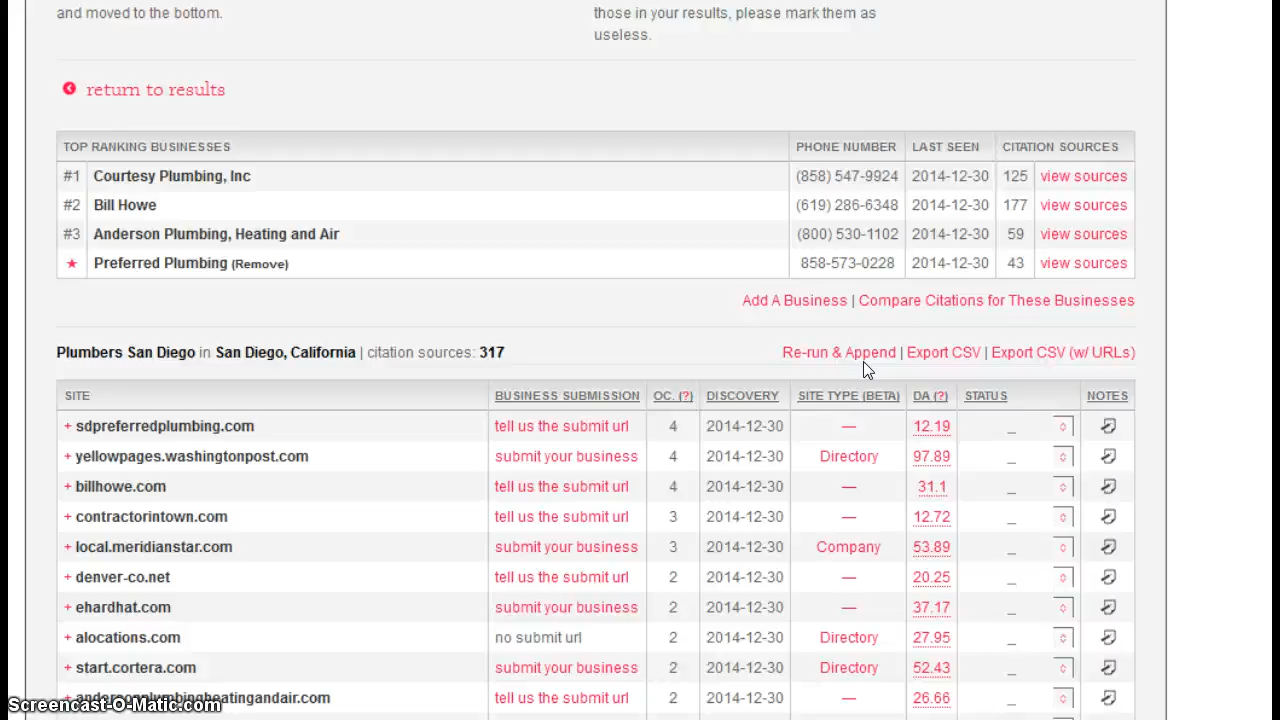 and moved to the bottom.
those in your results, please mark them as
useless.
return to results
TOP RANKING BUSINESSES PHONE NUMBER LAST SEEN CITATION SOURCES
#1 Courtesy Plumbing, Inc (858) 547-9924 2014-12-30 125 view sources
#2 Bill Howe (619) 286-6348 2014-12-30 177 view sources
#3 Anderson Plumbing, Heating and Air (800) 530-1102 2014-12-30 59 view sources
★ Preferred Plumbing (Remove) 858-573-0228 2014-12-30 43 view sources
Add A Business | Compare Citations for These Businesses
Plumbers San Diego in San Diego, California | citation sources: 317 Re-run & Append | Export CSV | Export CSV (w/ URLs)
SITE BUSINESS SUBMISSION OC. (?) DISCOVERY SITE TYPE (BETA) DA (?) STATUS NOTES
+ sdpreferredplumbing.com tell us the submit url 4 2014-12-30 — 12.19 _
+ yellowpages.washingtonpost.com submit your business 4 2014-12-30 Directory 97.89 _
+ billhowe.com tell us the submit url 4 2014-12-30 — 31.1 _
+ contractorintown.com tell us the submit url 3 2014-12-30 — 12.72 _
+ local.meridianstar.com submit your business 3 2014-12-30 Company 53.89 _
+ denver-co.net tell us the submit url 2 2014-12-30 — 20.25 _
+ ehardhat.com submit your business 2 2014-12-30 — 37.17 _
+ alocations.com no submit url 2 2014-12-30 Directory 27.95 _
+ start.cortera.com submit your business 2 2014-12-30 Directory 52.43 _
+ andersonplumbingheatingandair.com tell us the submit url 2 2014-12-30 — 26.66 _
Screencast-O-Matic.com